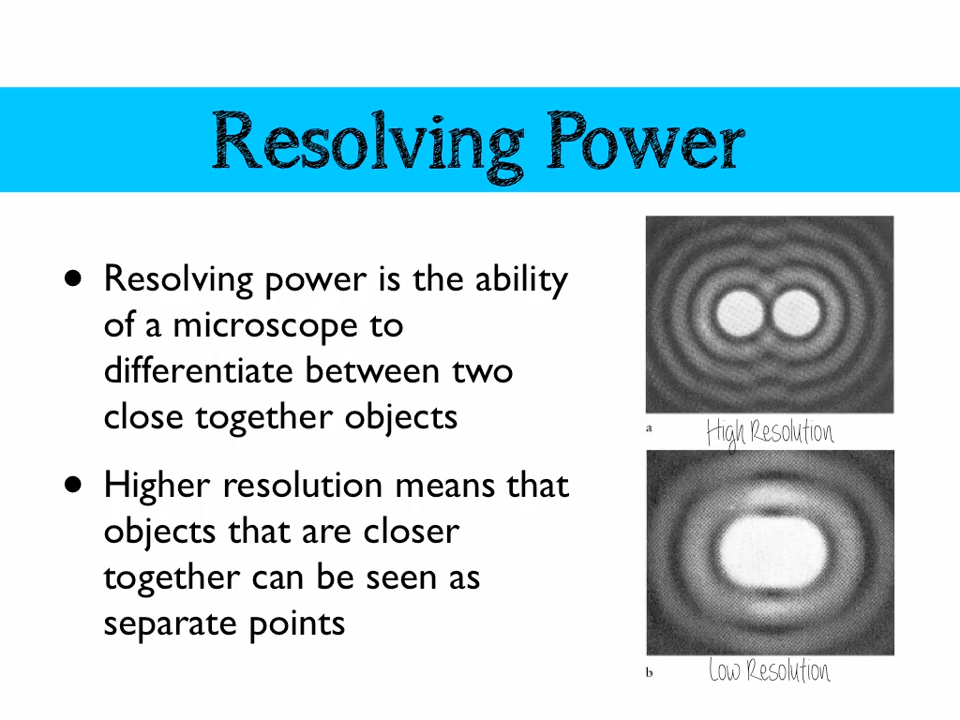 Resolving Power
• Resolving power is the ability
of a microscope to
differentiate between two
close together objects
• Higher resolution means that
objects that are closer
together can be seen as
separate points
a High Resolution
b Low Resolution